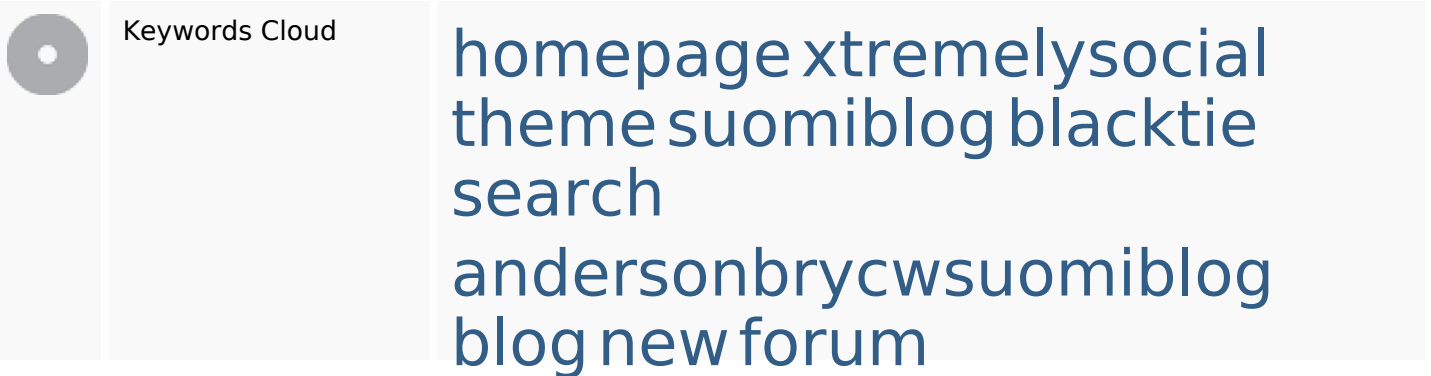 Keywords Cloud
homepage xtremelysocial
theme suomiblog blacktie
search
andersonbrycwsuomiblog
blog new forum